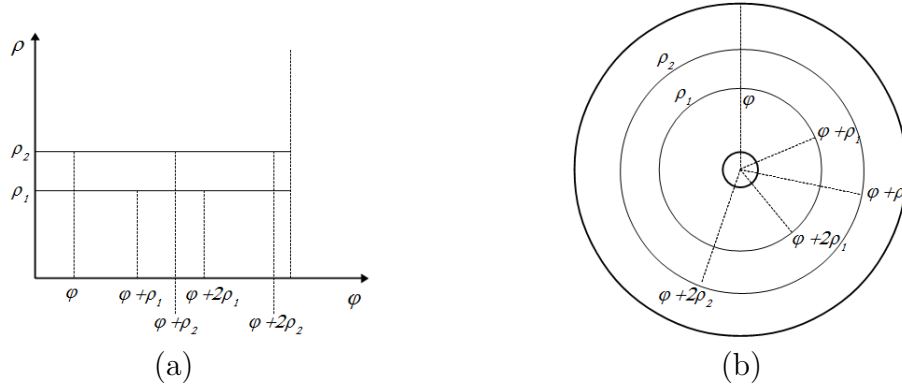 ρ
ρ₂
ρ₁
φ φ+ρ₁ φ+2ρ₁ φ
φ+ρ₂ φ+2ρ₂
(a)
ρ₂
ρ₁
φ
φ+ρ₁
φ+ρ
φ+2ρ₁
φ+2ρ₂
(b)